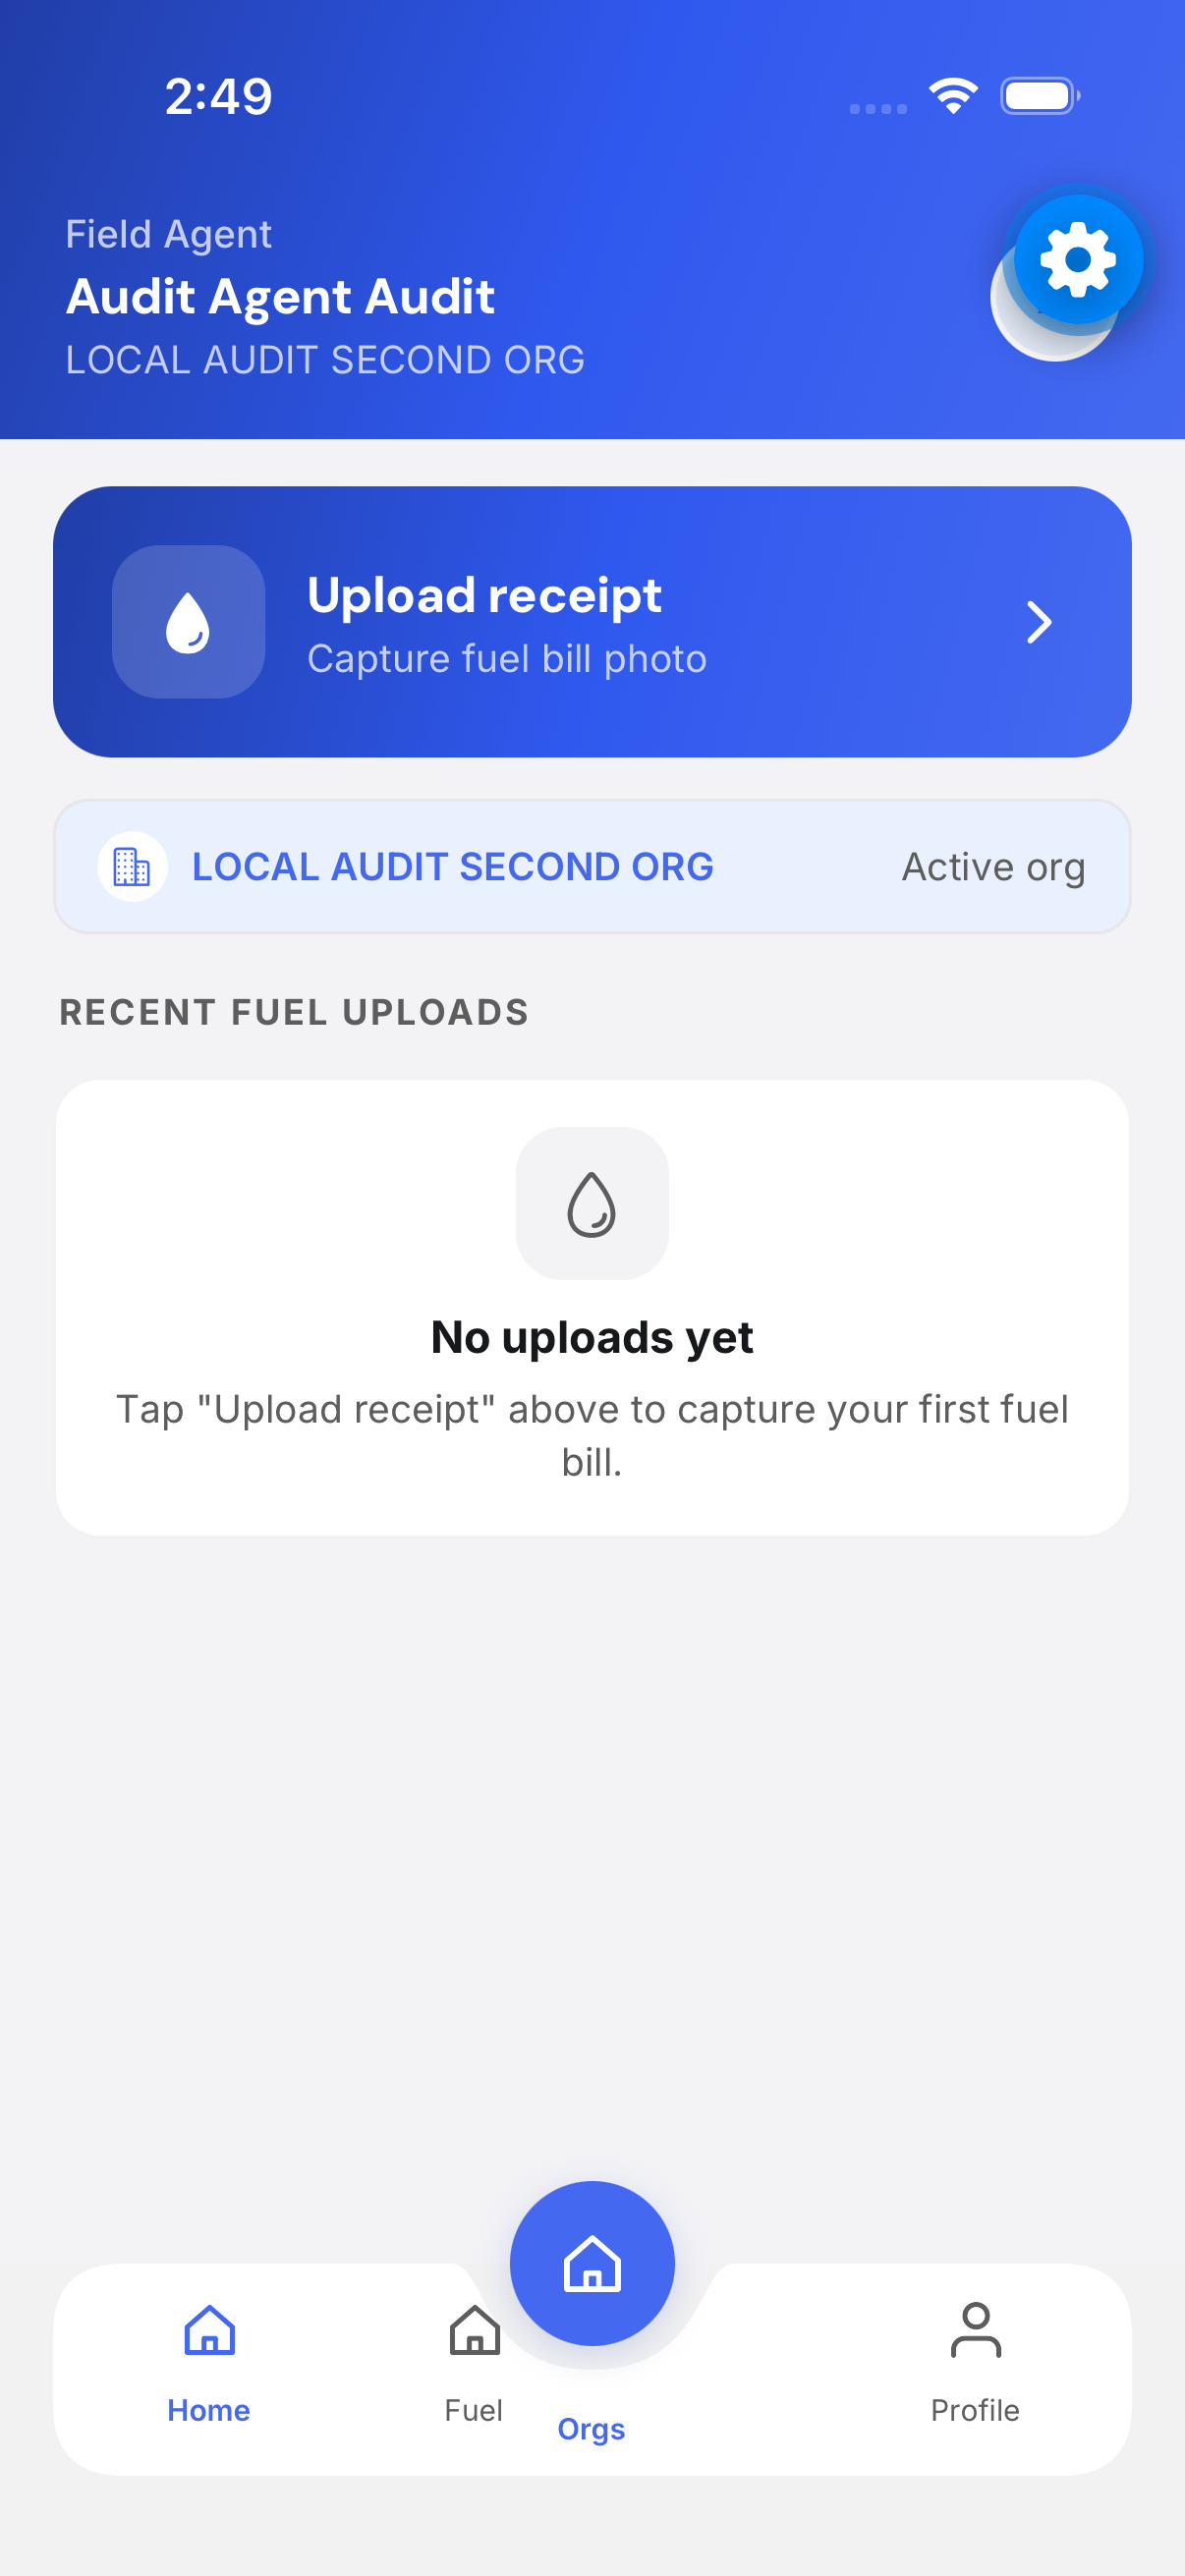 2:49
Field Agent
Audit Agent Audit
LOCAL AUDIT SECOND ORG
Upload receipt
Capture fuel bill photo
LOCAL AUDIT SECOND ORG
Active org
RECENT FUEL UPLOADS
No uploads yet
Tap "Upload receipt" above to capture your first fuel
bill.
Home
Fuel
Orgs
Profile